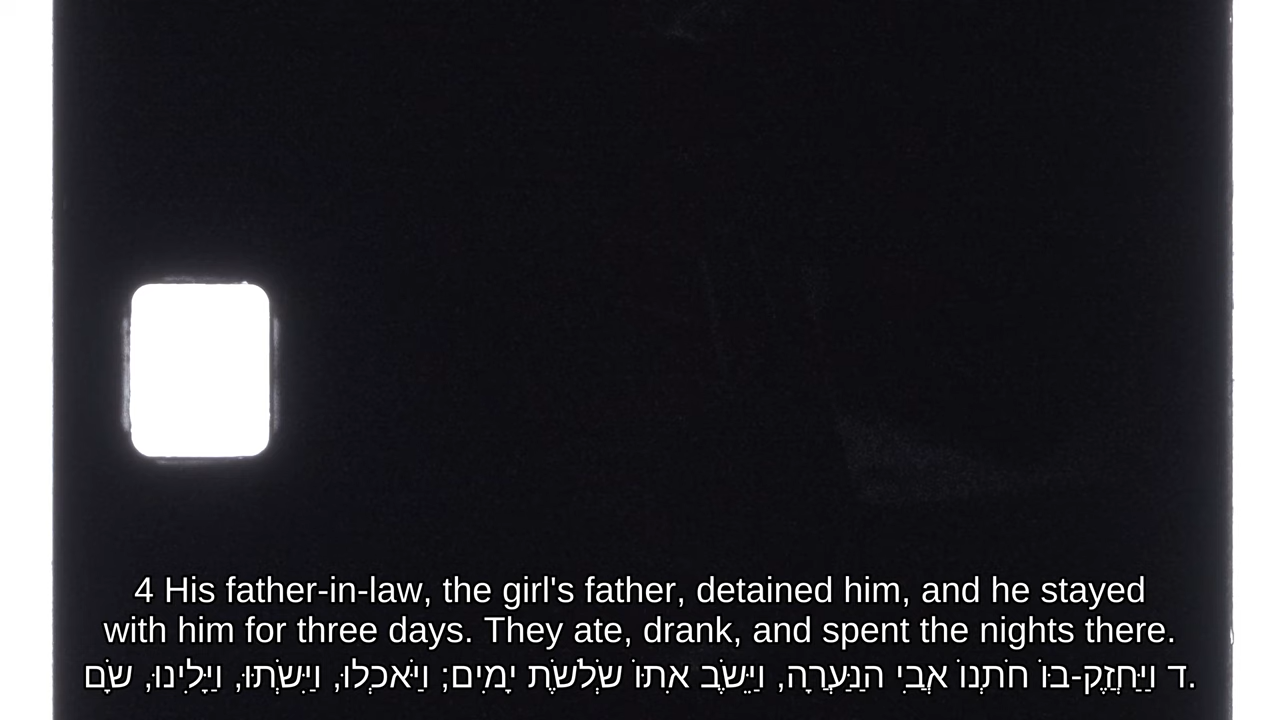 4 His father-in-law, the girl's father, detained him, and he stayed
with him for three days. They ate, drank, and spent the nights there.
ד וַיֶּחֱזַק-בּוֹ חֹתְנוֹ אֲבִי הַנַּעֲרָה, וַיֵּשֶׁב אִתּוֹ שְׁלֹשֶׁת יָמִים; וַיֹּאכְלוּ, וַיִּשְׁתּוּ, וַיָּלִינוּ, שָׁם.